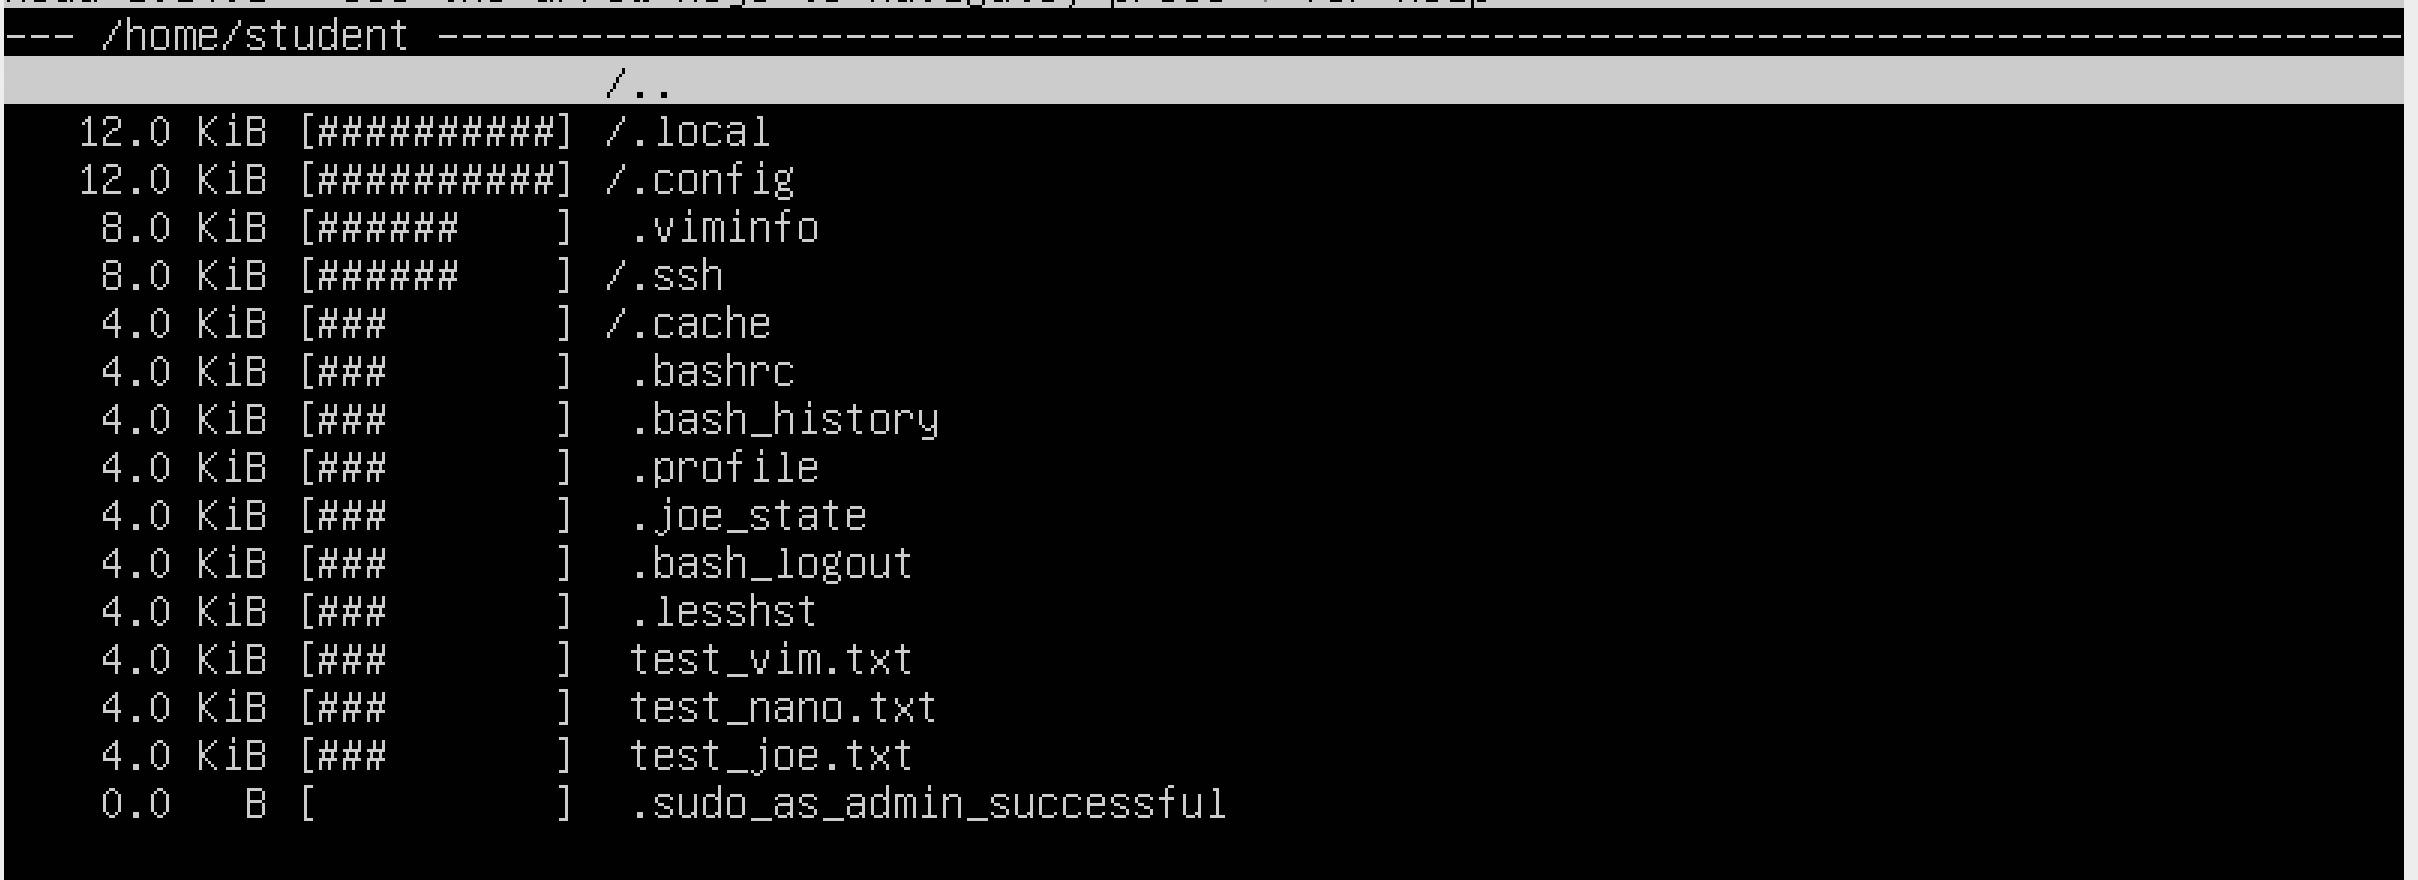 --- /home/student ----------------------------------------------------------------------------------
/..
12.0 KiB [##########] /.local
12.0 KiB [##########] /.config
8.0 KiB [######    ]  .viminfo
8.0 KiB [######    ] /.ssh
4.0 KiB [###       ] /.cache
4.0 KiB [###       ]  .bashrc
4.0 KiB [###       ]  .bash_history
4.0 KiB [###       ]  .profile
4.0 KiB [###       ]  .joe_state
4.0 KiB [###       ]  .bash_logout
4.0 KiB [###       ]  .lesshst
4.0 KiB [###       ]  test_vim.txt
4.0 KiB [###       ]  test_nano.txt
4.0 KiB [###       ]  test_joe.txt
0.0   B [          ]  .sudo_as_admin_successful